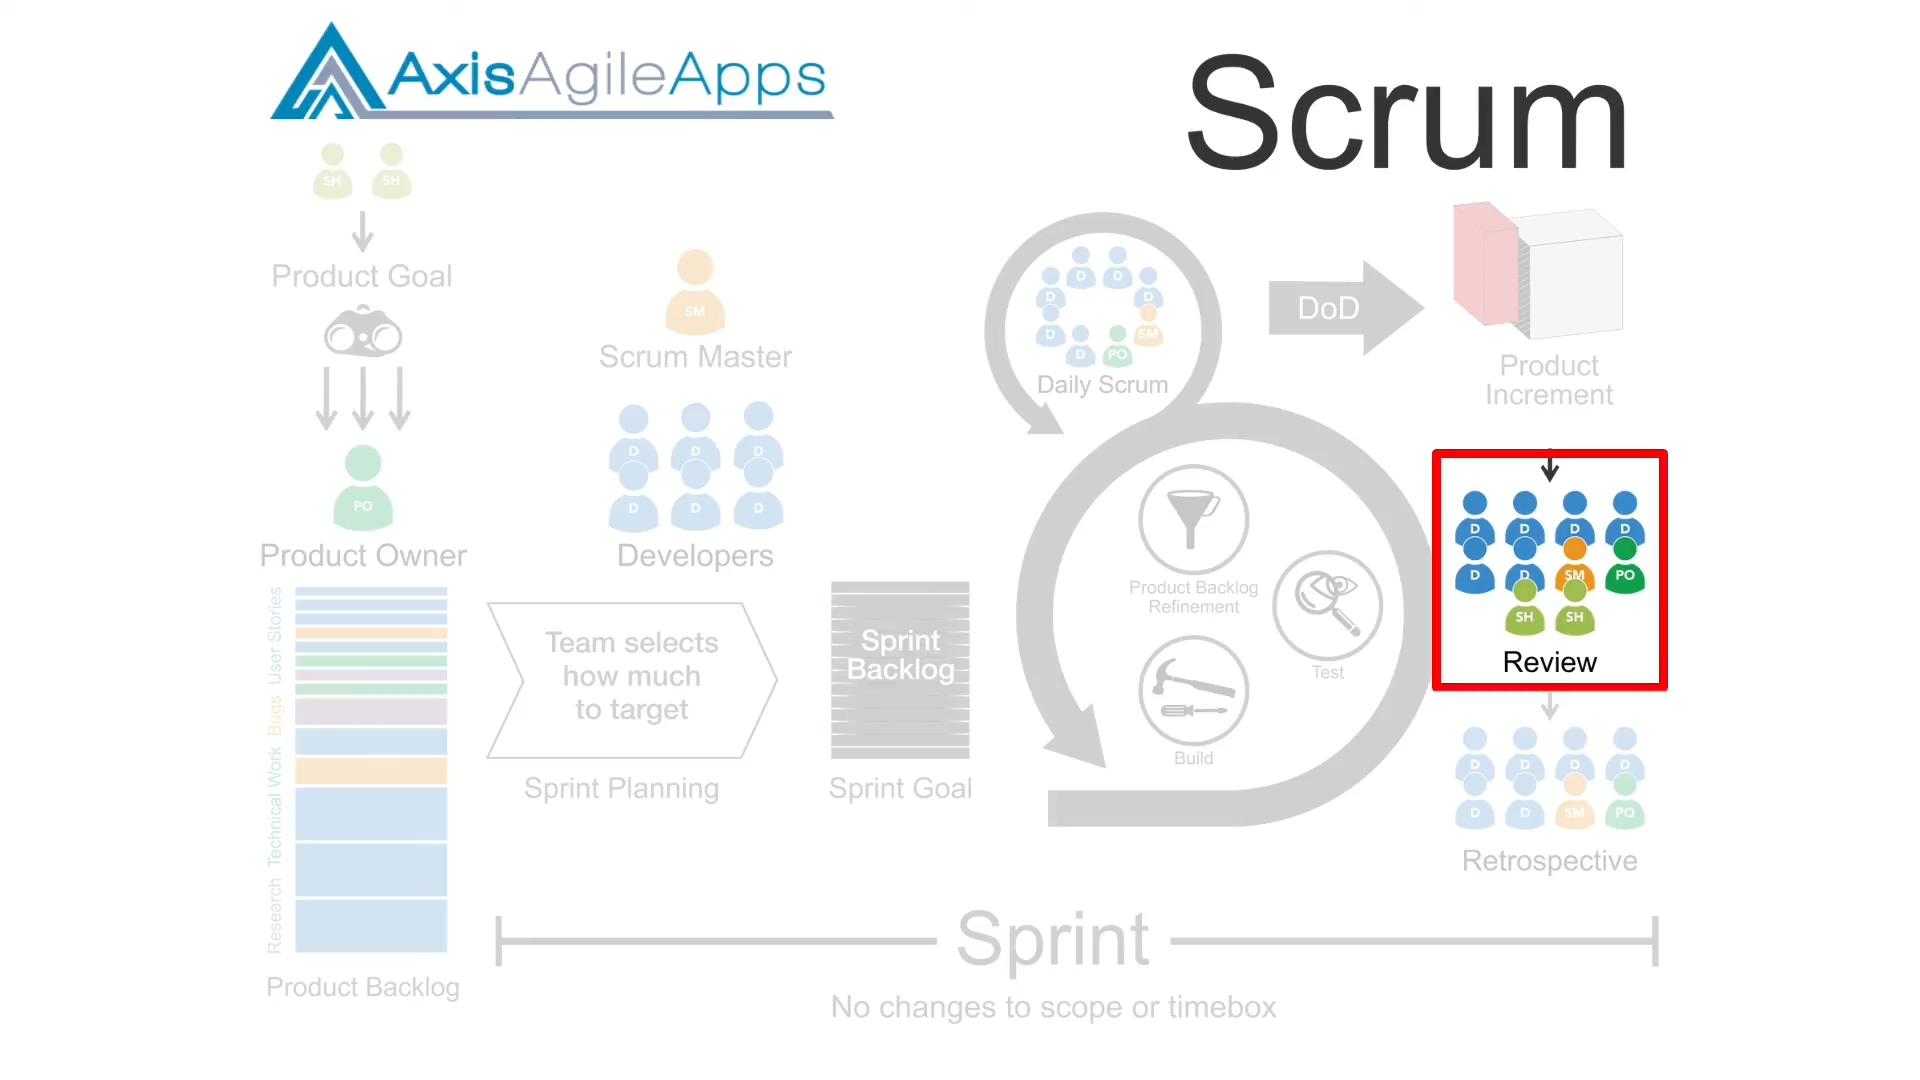 AxisAgileApps
Scrum
SH SH
Product Goal
PO
Product Owner
User Stories
Bugs
Technical Work
Research
Product Backlog
SM
Scrum Master
D D D
D D D
Developers
Team selects
how much
to target
Sprint Planning
Sprint
Backlog
Sprint Goal
D D
D D
D SM
D PO
Daily Scrum
Product Backlog
Refinement
Test
Build
DoD
Product
Increment
D D D D
D D SM PO
SH SH
Review
D D D D
D D SM PO
Retrospective
Sprint
No changes to scope or timebox